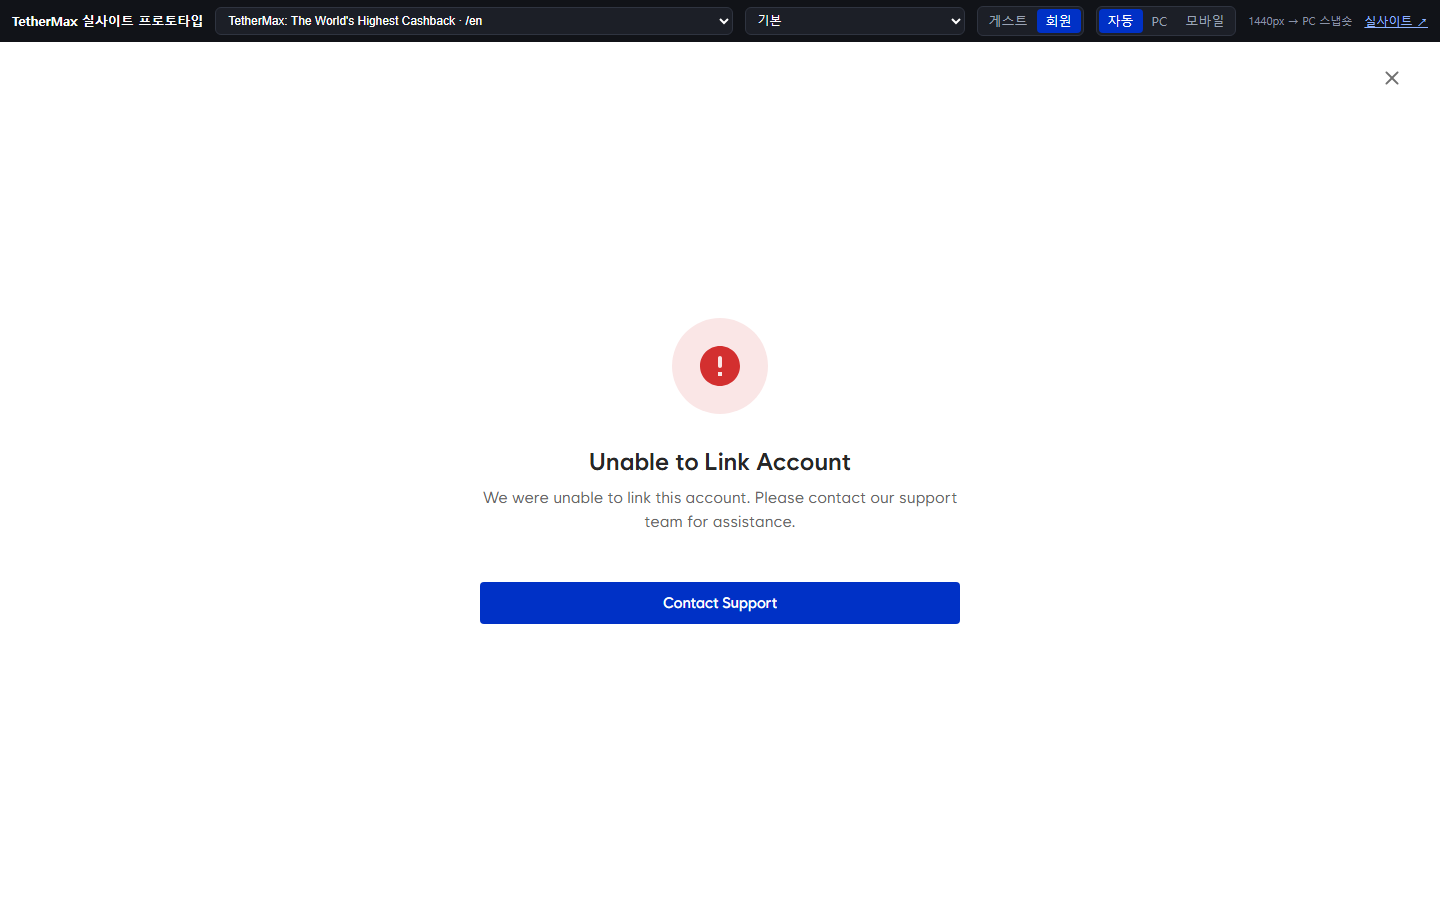 TetherMax 실사이트 프로토타입 TetherMax: The World's Highest Cashback · /en 기본 게스트 회원 자동 PC 모바일 1440px → PC 스냅숏 실사이트 ↗
Unable to Link Account
We were unable to link this account. Please contact our support
team for assistance.
Contact Support